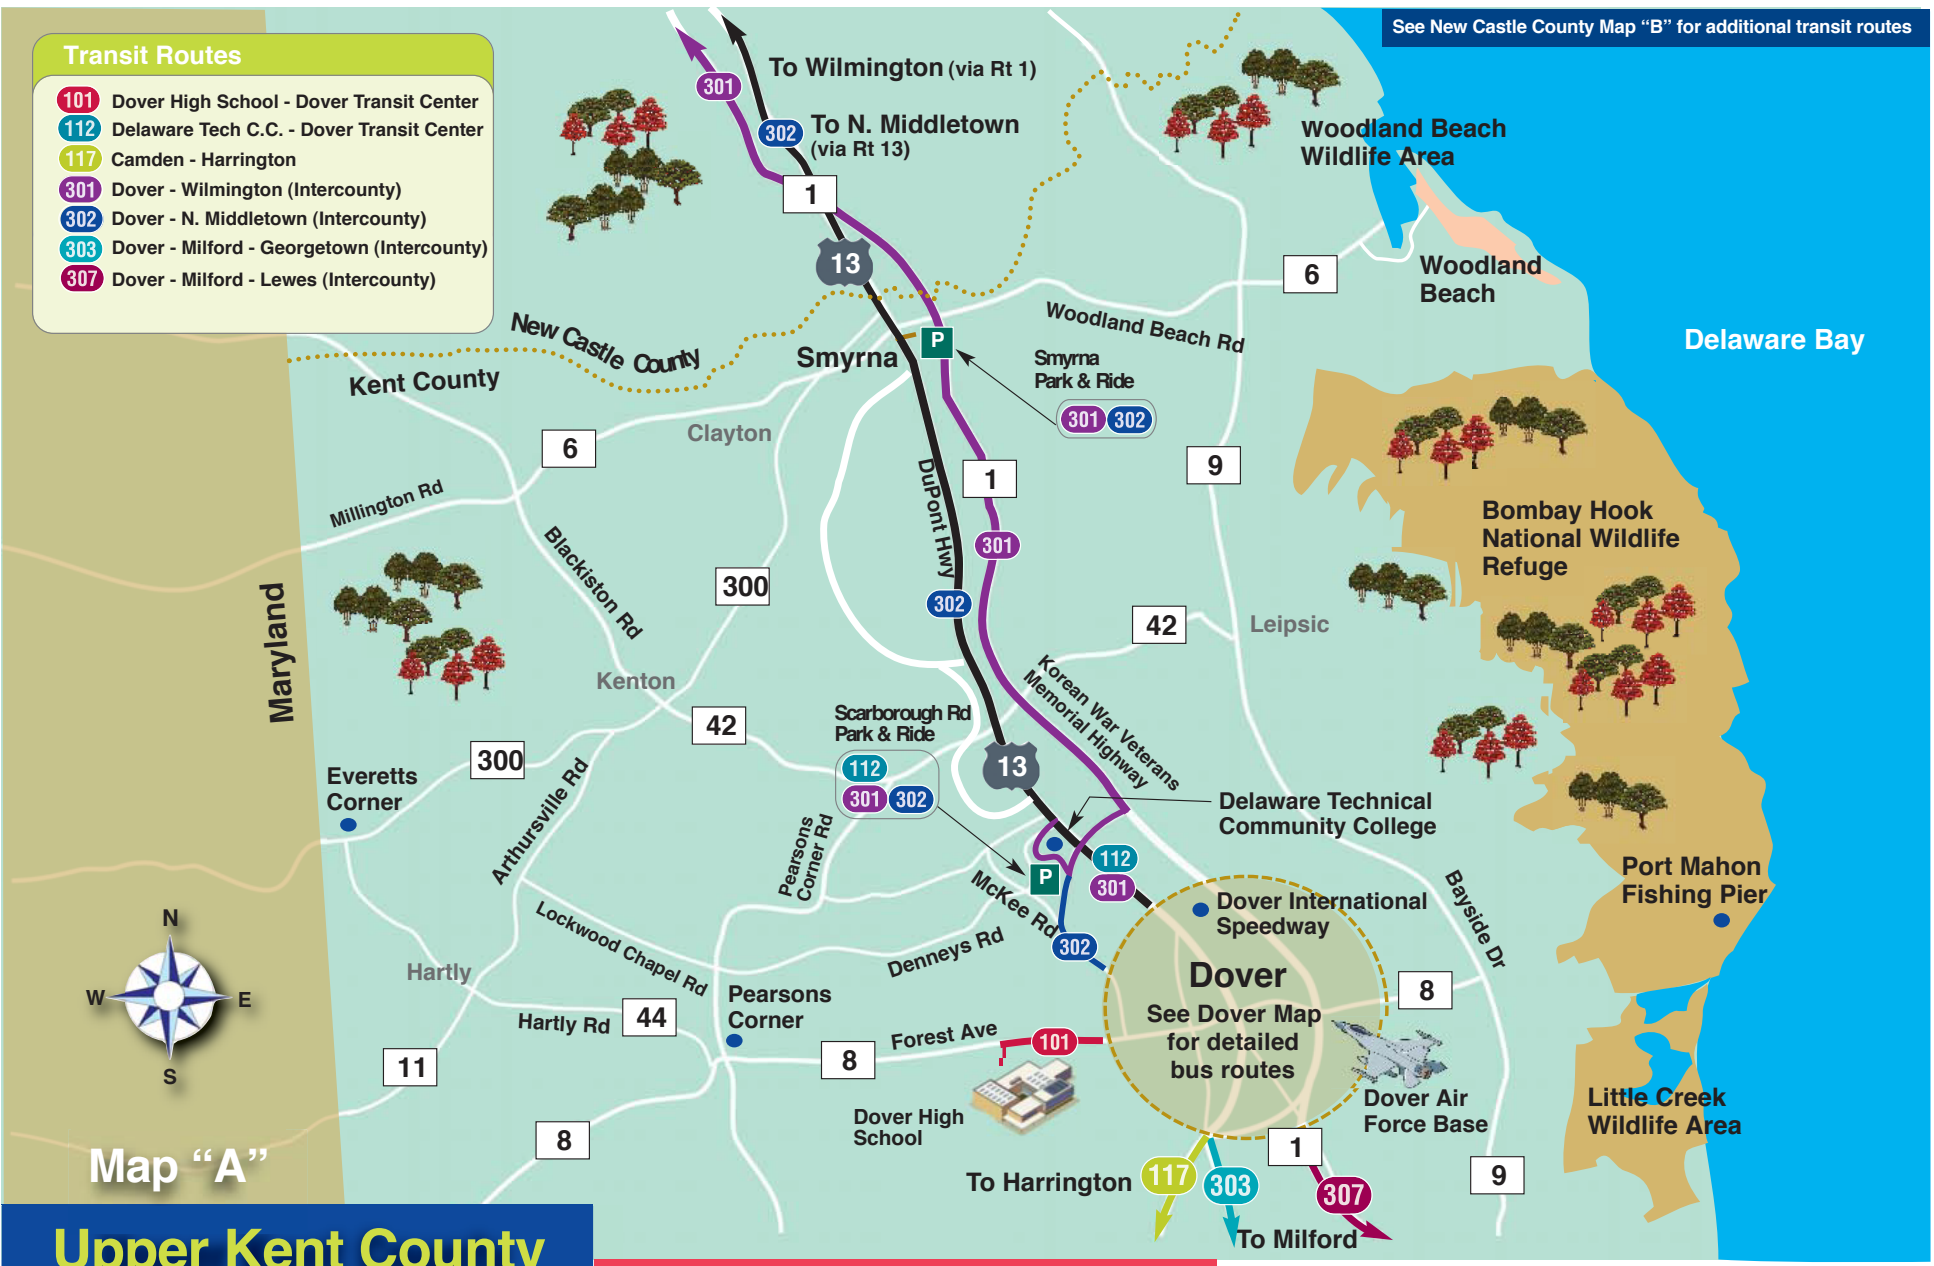 See New Castle County Map “B” for additional transit routes
Transit Routes
101 Dover High School - Dover Transit Center
112 Delaware Tech C.C. - Dover Transit Center
117 Camden - Harrington
301 Dover - Wilmington (Intercounty)
302 Dover - N. Middletown (Intercounty)
303 Dover - Milford - Georgetown (Intercounty)
307 Dover - Milford - Lewes (Intercounty)
301
To Wilmington (via Rt 1)
302
To N. Middletown
(via Rt 13)
1
13
Woodland Beach
Wildlife Area
6
Woodland
Beach
Delaware Bay
New Castle County
Kent County
Smyrna
P
Woodland Beach Rd
Smyrna
Park & Ride
301 302
Clayton
6
Millington Rd
DuPont Hwy
1
9
301
302
Bombay Hook
National Wildlife
Refuge
Blackiston Rd
300
42
Leipsic
Maryland
Kenton
42
300
Korean War Veterans
Memorial Highway
Scarborough Rd
Park & Ride
112
301 302
13
Everetts
Corner
Arthursville Rd
Pearsons
Corner Rd
Delaware Technical
Community College
P
112
301
McKee Rd
302
Port Mahon
Fishing Pier
Bayside Dr
Dover International
Speedway
N
W
E
S
Hartly
Lockwood Chapel Rd
Denneys Rd
Dover
See Dover Map
for detailed
bus routes
8
Pearsons
Corner
Hartly Rd
44
Forest Ave
101
8
11
Dover High
School
Dover Air
Force Base
Little Creek
Wildlife Area
8
1
9
To Harrington
117
303
307
To Milford
Map “A”
Upper Kent County